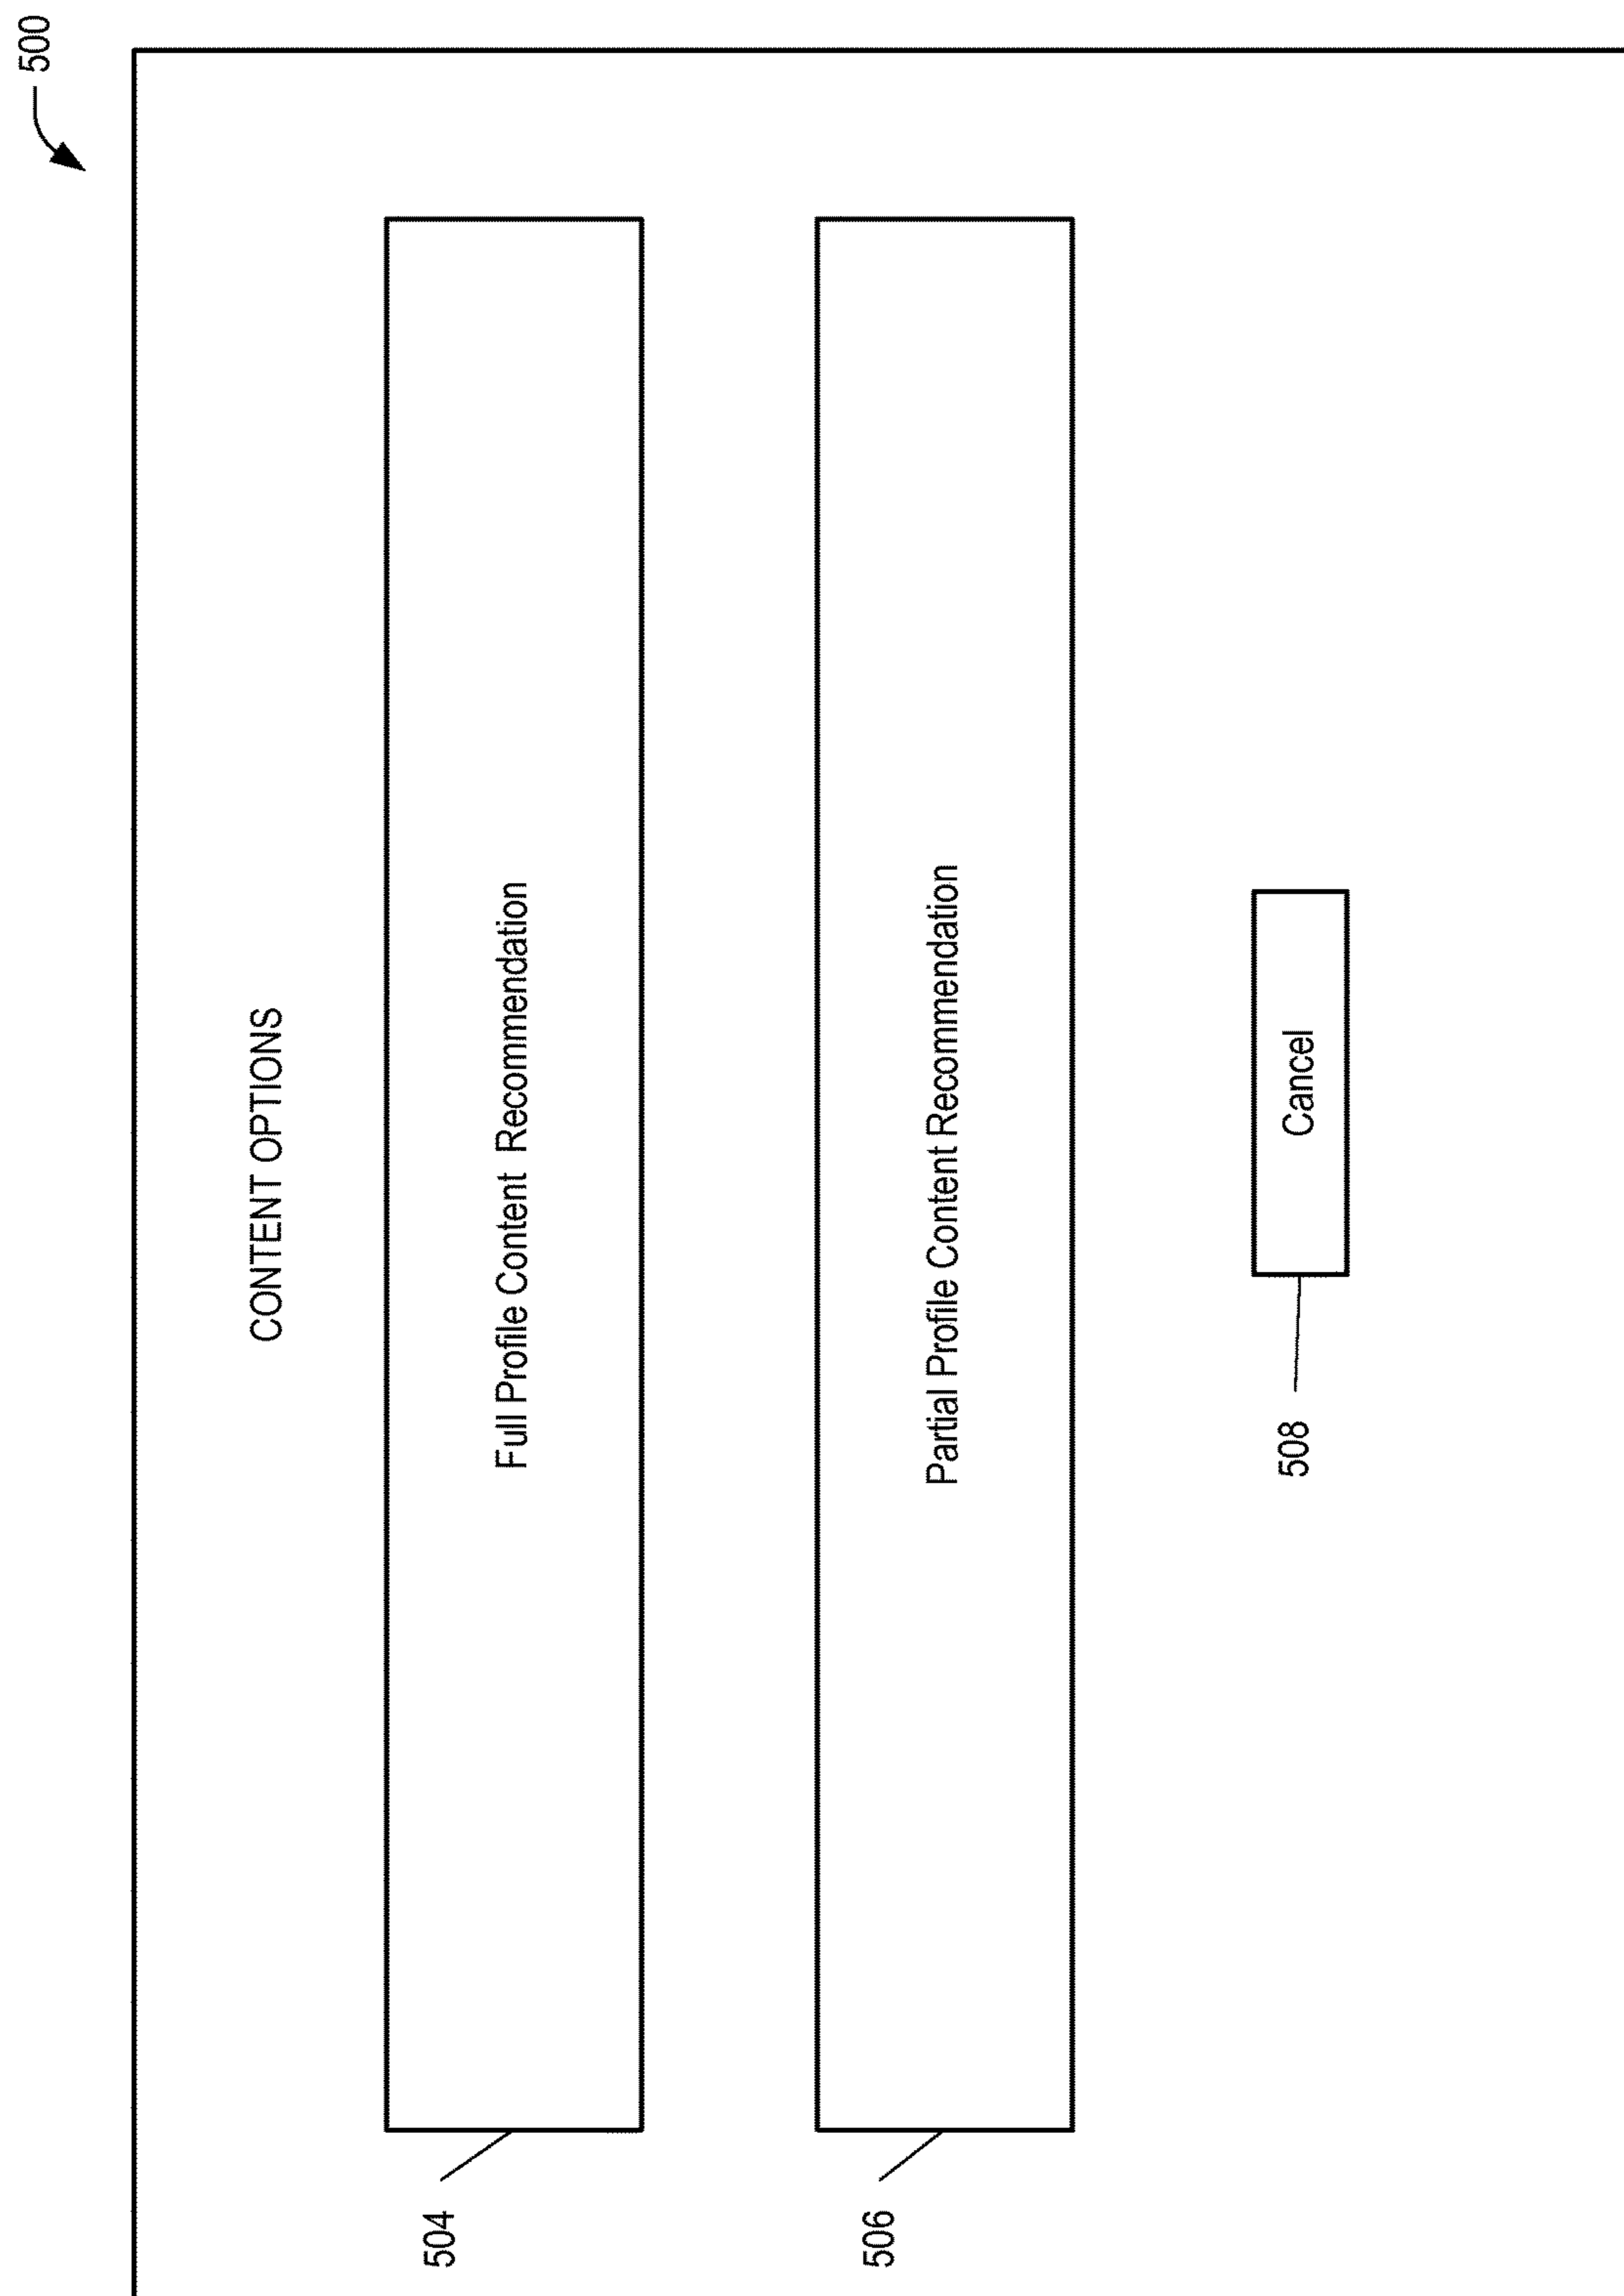 500
CONTENT OPTIONS
Full Profile Content Recommendation
504
Partial Profile Content Recommendation
506
Cancel
508